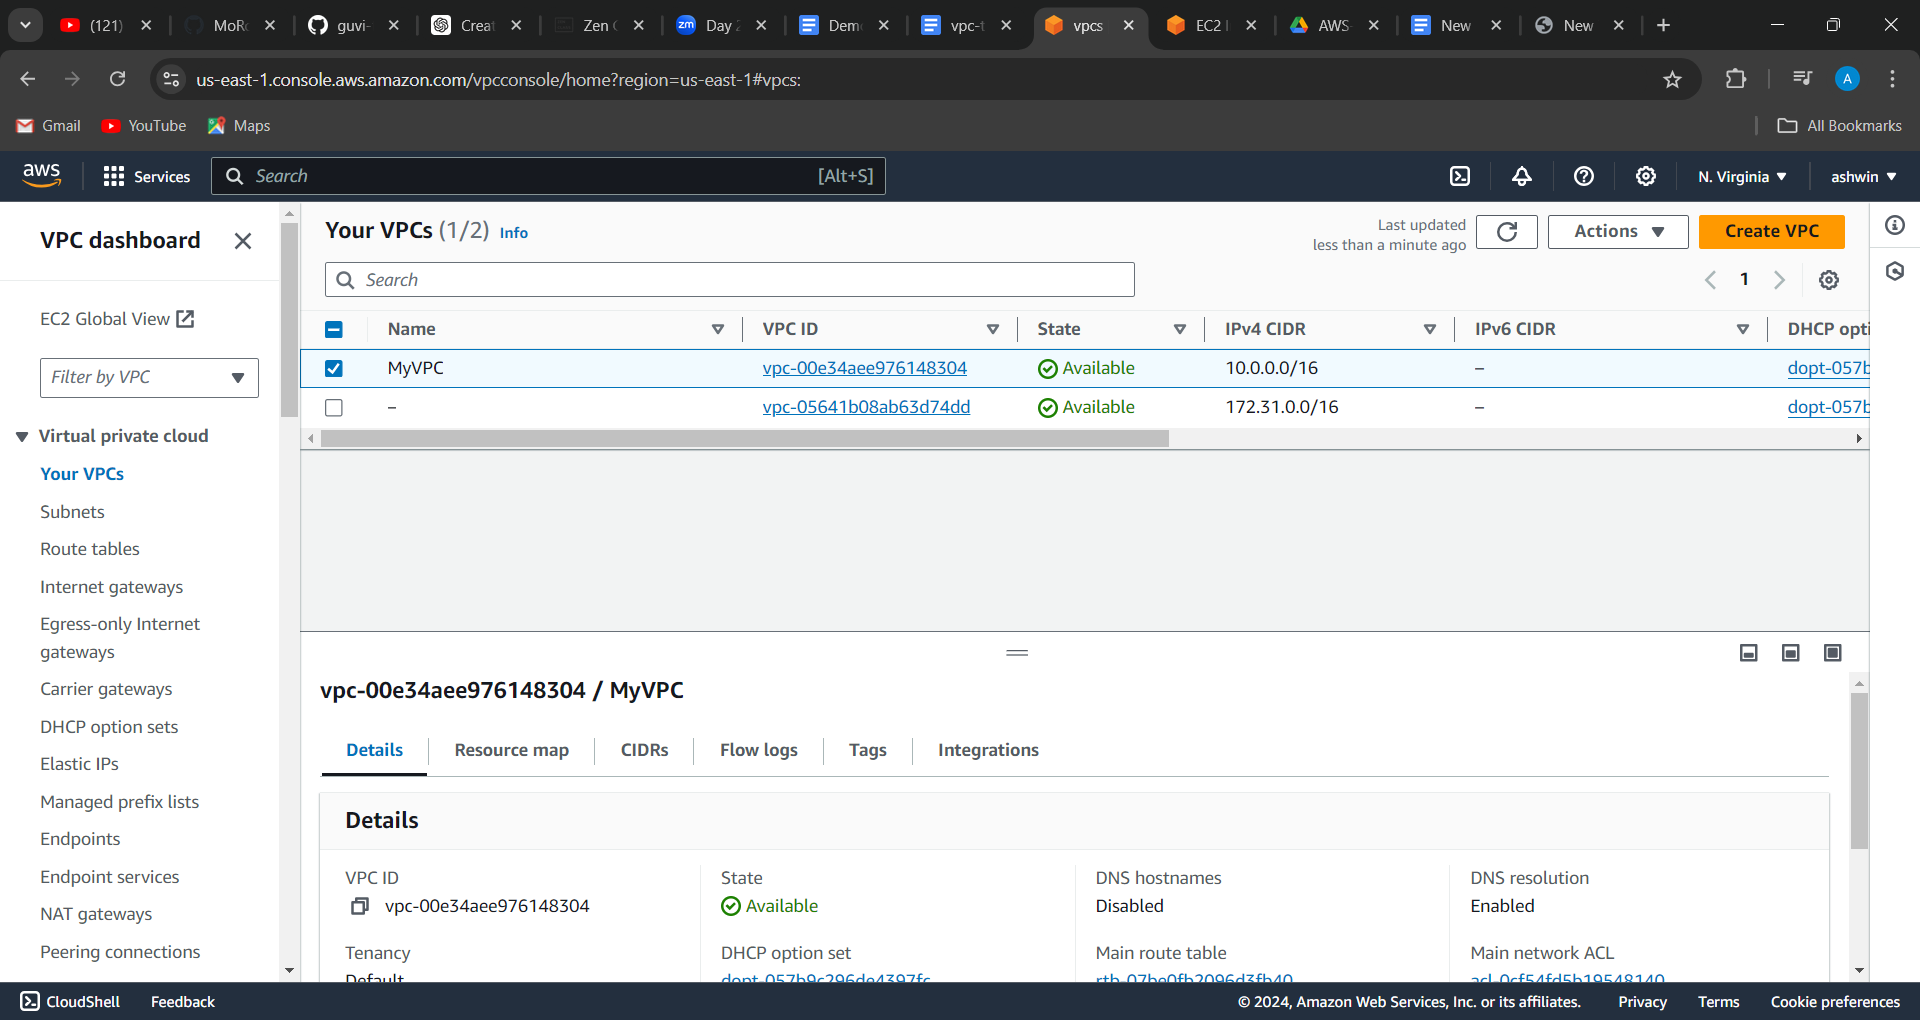 (121)
MoR
guvi-
Creat
Zen
zm
Day
Dem
vpc-t
vpcs
EC2
AWS
New
New
us-east-1.console.aws.amazon.com/vpcconsole/home?region=us-east-1#vpcs:
A
Gmail
YouTube
Maps
All Bookmarks
aws
Services
Search
[Alt+S]
N. Virginia
ashwin
VPC dashboard
EC2 Global View
Filter by VPC
Virtual private cloud
Your VPCs
Subnets
Route tables
Internet gateways
Egress-only Internet
gateways
Carrier gateways
DHCP option sets
Elastic IPs
Managed prefix lists
Endpoints
Endpoint services
NAT gateways
Peering connections
Your VPCs (1/2) Info
Last updated
less than a minute ago
Actions
Create VPC
Search
1
Name VPC ID State IPv4 CIDR IPv6 CIDR DHCP opti
MyVPC vpc-00e34aee976148304 Available 10.0.0.0/16 – dopt-057b
– vpc-05641b08ab63d74dd Available 172.31.0.0/16 – dopt-057b
vpc-00e34aee976148304 / MyVPC
Details Resource map CIDRs Flow logs Tags Integrations
Details
VPC ID
vpc-00e34aee976148304
State
Available
DNS hostnames
Disabled
DNS resolution
Enabled
Tenancy
Default
DHCP option set
dopt-057b9c296de4397fc
Main route table
rtb-07be0fb2096d3fb40
Main network ACL
acl-0cf54fd5b19548140
CloudShell
Feedback
© 2024, Amazon Web Services, Inc. or its affiliates.
Privacy
Terms
Cookie preferences